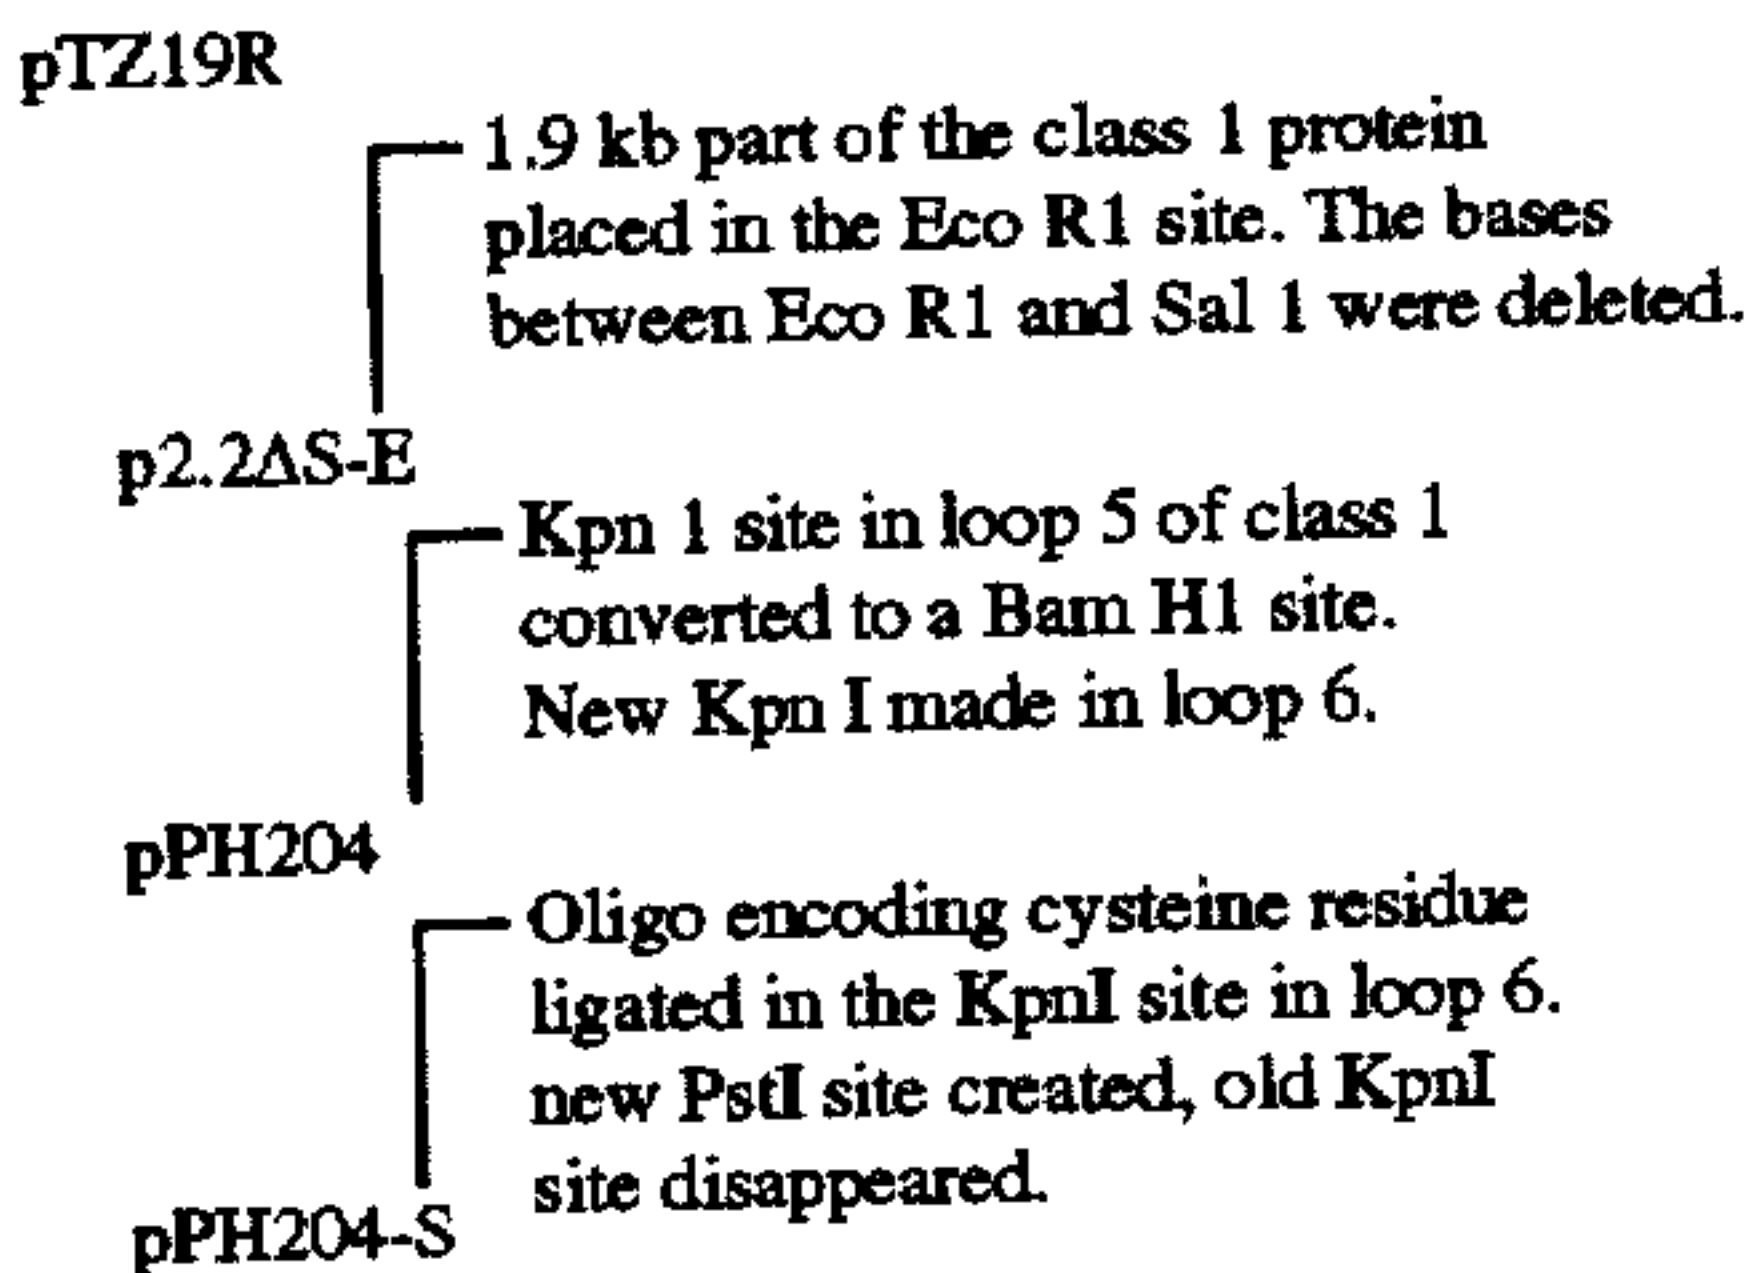 pTZ19R
1.9 kb part of the class 1 protein
placed in the Eco R1 site. The bases
between Eco R1 and Sal 1 were deleted.
p2.2ΔS-E
Kpn 1 site in loop 5 of class 1
converted to a Bam H1 site.
New Kpn I made in loop 6.
pPH204
Oligo encoding cysteine residue
ligated in the KpnI site in loop 6.
new PstI site created, old KpnI
site disappeared.
pPH204-S